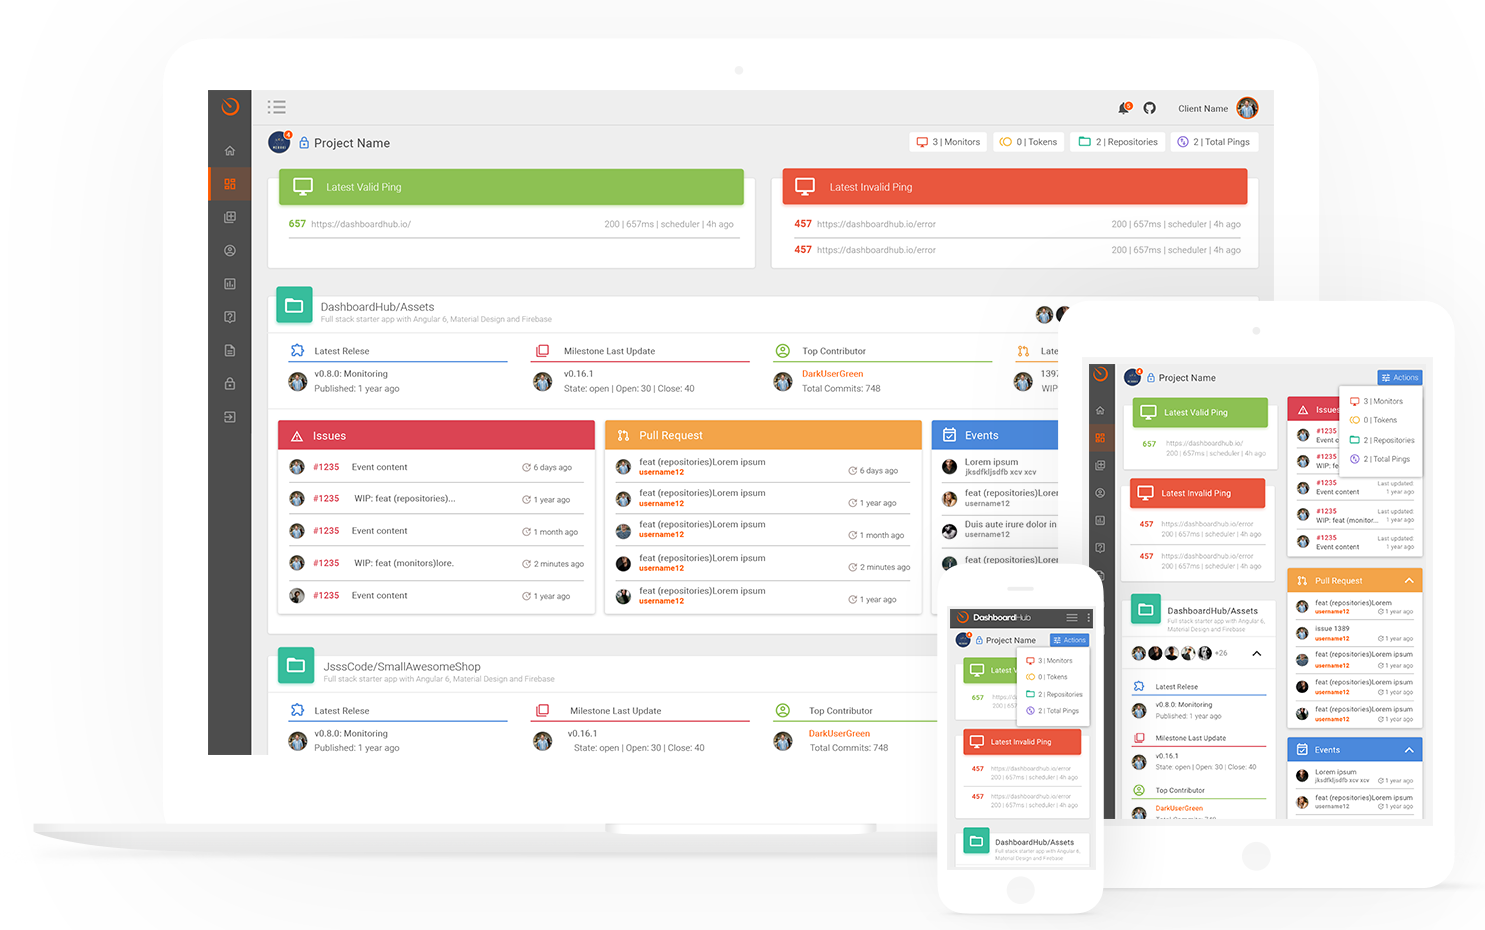 Client Name
Project Name
3 | Monitors
0 | Tokens
2 | Repositories
2 | Total Pings
Latest Valid Ping
657 https://dashboardhub.io/ 200 | 657ms | scheduler | 4h ago
Latest Invalid Ping
457 https://dashboardhub.io/error 200 | 657ms | scheduler | 4h ago
457 https://dashboardhub.io/error 200 | 657ms | scheduler | 4h ago
DashboardHub/Assets
Full stack starter app with Angular 6, Material Design and Firebase
Latest Relese
v0.8.0: Monitoring
Published: 1 year ago
Milestone Last Update
v0.16.1
State: open | Open: 30 | Close: 40
Top Contributor
DarkUserGreen
Total Commits: 748
Late
1397
WIP
Issues
#1235 Event content 6 days ago
#1235 WIP: feat (repositories)... 1 year ago
#1235 Event content 1 month ago
#1235 WIP: feat (monitors)lore. 2 minutes ago
#1235 Event content 1 year ago
Pull Request
feat (repositories)Lorem ipsum
username12 6 days ago
feat (repositories)Lorem ipsum
username12 1 year ago
feat (repositories)Lorem ipsum
username12 1 month ago
feat (repositories)Lorem ipsum
username12 2 minutes ago
feat (repositories)Lorem ipsum
username12 1 year ago
Events
Lorem ipsum
jksdfkljsdfb xcv xcv
feat (repositories)Lorer
username12
Duis aute irure dolor in
username12
feat (repositories)Lorer
JsssCode/SmallAwesomeShop
Full stack starter app with Angular 6, Material Design and Firebase
Latest Relese
v0.8.0: Monitoring
Published: 1 year ago
Milestone Last Update
v0.16.1
State: open | Open: 30 | Close: 40
Top Contributor
DarkUserGreen
Total Commits: 748
Project Name
Actions
3 | Monitors
0 | Tokens
2 | Repositories
2 | Total Pings
Latest Valid Ping
657 https://dashboardhub.io/
200 | 657ms | scheduler | 4h ago
Latest Invalid Ping
457 https://dashboardhub.io/error
200 | 657ms | scheduler | 4h ago
457 https://dashboardhub.io/error
200 | 657ms | scheduler | 4h ago
DashboardHub/Assets
Full stack starter app with Angular 6,
Material Design and Firebase
+26
Latest Relese
v0.8.0: Monitoring
Published: 1 year ago
Milestone Last Update
v0.16.1
State: open | Open: 30 | Close: 40
Top Contributor
DarkUserGreen
Total Commits: 748
Issues
#1235
Event c
#1235
WIP: fea
#1235 Last updated:
Event content 1 year ago
#1235 Last updated:
WIP: feat (monitor... 1 year ago
#1235 Last updated:
Event content 1 year ago
Pull Request
feat (repositories)Lorem
username12 1 year ago
issue 1389
username12 1 year ago
feat (repositories)Lorem ipsum
username12 1 year ago
feat (repositories)Lorem ipsum
username12 1 year ago
feat (repositories)Lorem ipsum
username12 1 year ago
Events
Lorem ipsum
jksdfkljsdfb xcv xcv 1 year ago
feat (repositories)Lorem ipsum
username12 1 year ago
feat (repositories)Lorem ipsum
DashboardHub
Project Name
Actions
3 | Monitors
0 | Tokens
2 | Repositories
2 | Total Pings
Latest V
657 https://da
200 | 657
Latest Invalid Ping
457 https://dashboardhub.io/error
200 | 657ms | scheduler | 4h ago
457 https://dashboardhub.io/error
200 | 657ms | scheduler | 4h ago
DashboardHub/Assets
Full stack starter app with Angular 6,
Material Design and Firebase